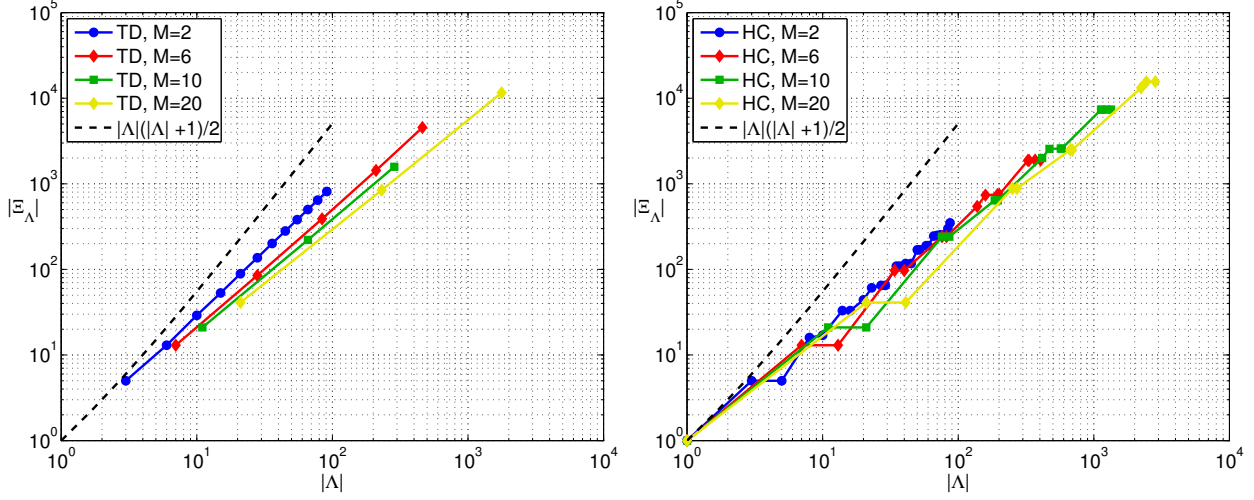 10^5
10^4
10^3
10^2
10^1
10^0
|Ξ_Λ|
TD, M=2
TD, M=6
TD, M=10
TD, M=20
|Λ|(|Λ| +1)/2
10^0 10^1 10^2 10^3 10^4
|Λ|
10^5
10^4
10^3
10^2
10^1
10^0
|Ξ_Λ|
HC, M=2
HC, M=6
HC, M=10
HC, M=20
|Λ|(|Λ| +1)/2
10^0 10^1 10^2 10^3 10^4
|Λ|